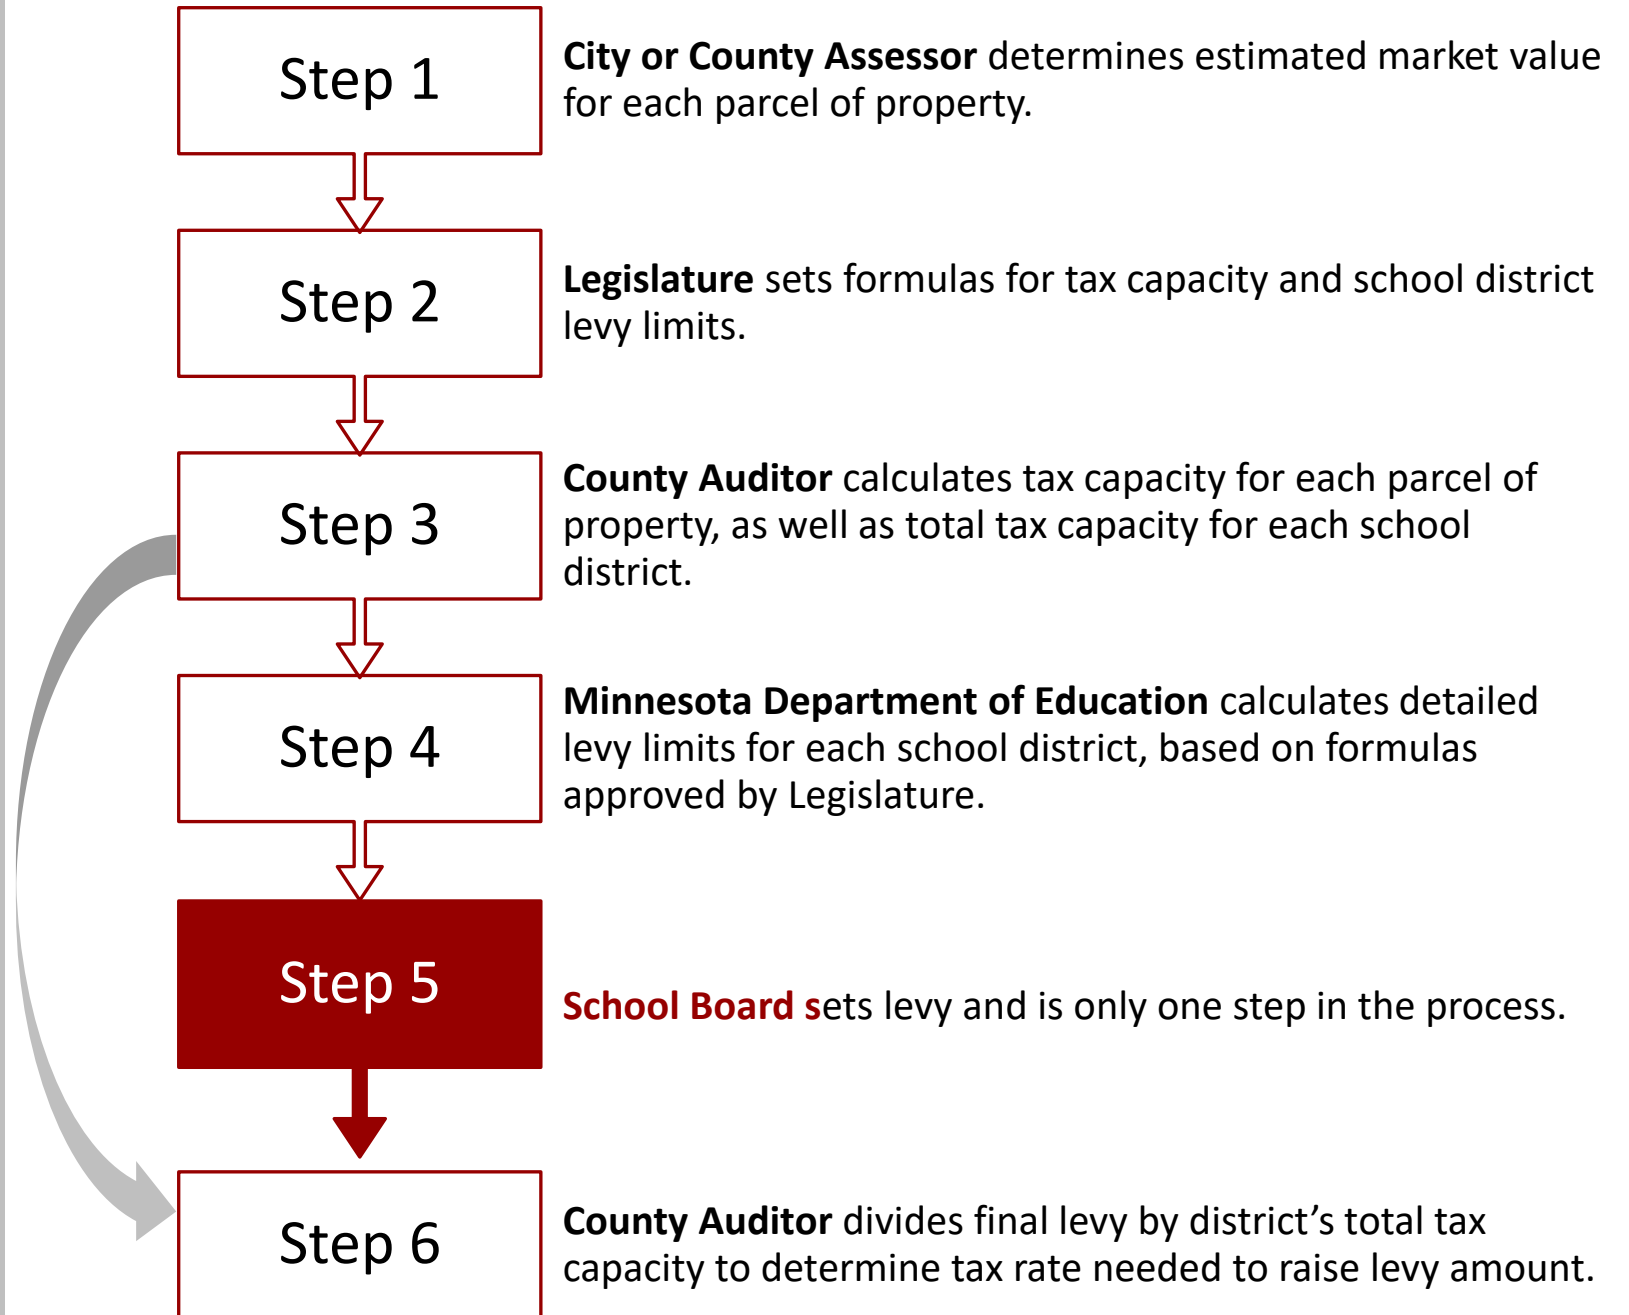 Step 1
City or County Assessor determines estimated market value
for each parcel of property.
Step 2
Legislature sets formulas for tax capacity and school district
levy limits.
Step 3
County Auditor calculates tax capacity for each parcel of
property, as well as total tax capacity for each school
district.
Step 4
Minnesota Department of Education calculates detailed
levy limits for each school district, based on formulas
approved by Legislature.
Step 5
School Board sets levy and is only one step in the process.
Step 6
County Auditor divides final levy by district’s total tax
capacity to determine tax rate needed to raise levy amount.